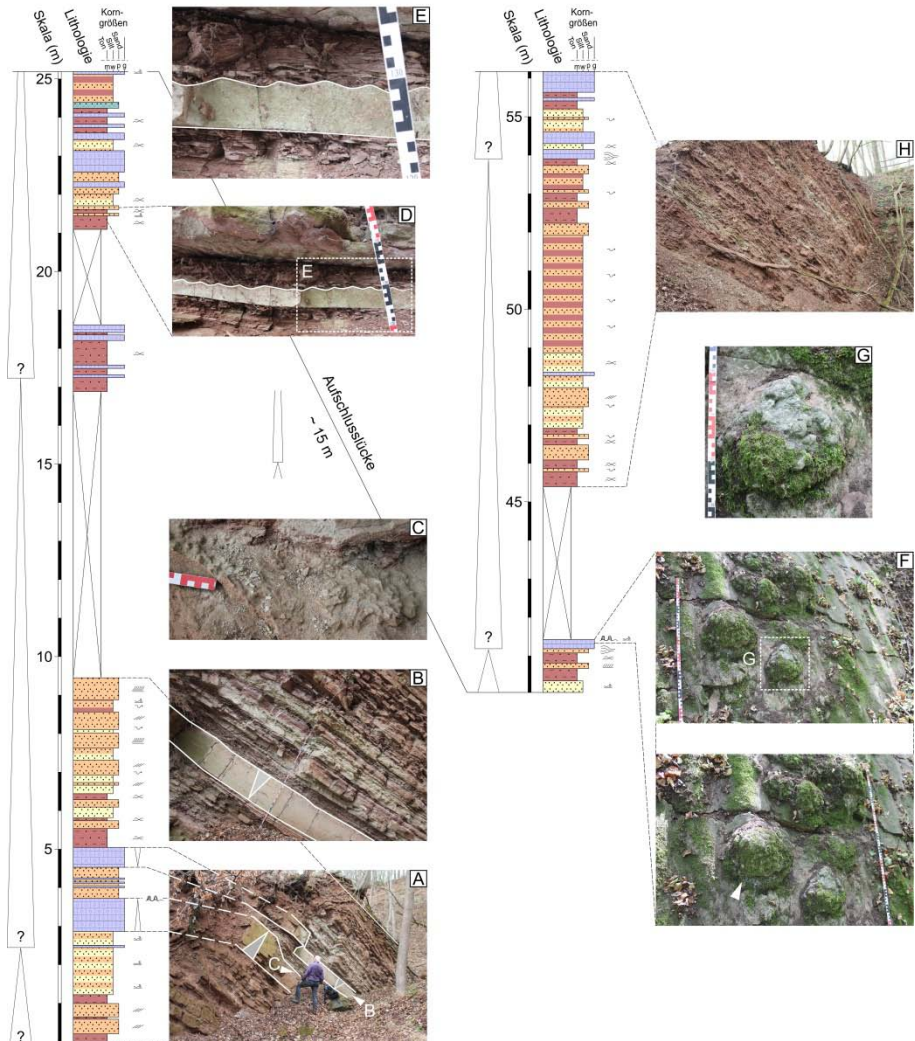 Skala (m)
Lithologie
Korn-
größen
Ton
Silt
Sand
m w p g
25
20
15
10
5
?
?
?
E
D
E
Aufschlusslücke
~ 15 m
C
B
A
C
B
Skala (m)
Lithologie
Korn-
größen
Ton
Silt
Sand
m w p g
55
50
45
?
?
H
G
F
G